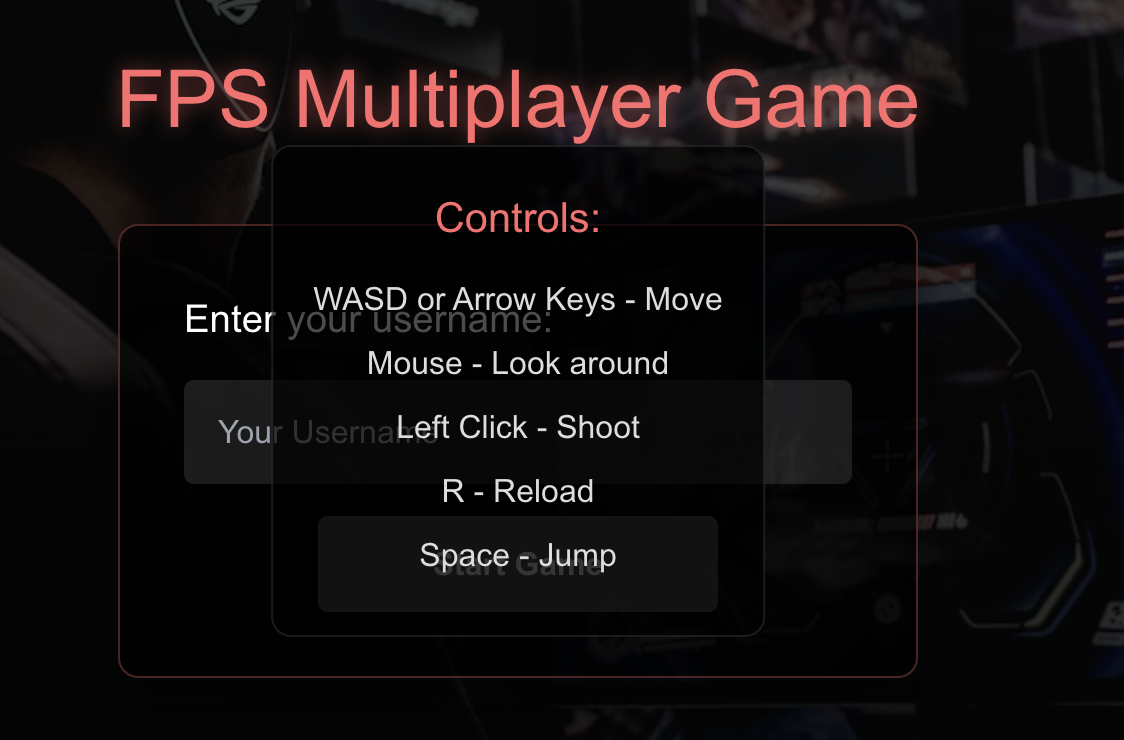 FPS Multiplayer Game
Controls:
WASD or Arrow Keys - Move
Enter your username:
Mouse - Look around
Your Username
Left Click - Shoot
R - Reload
Space - Jump
Start Game